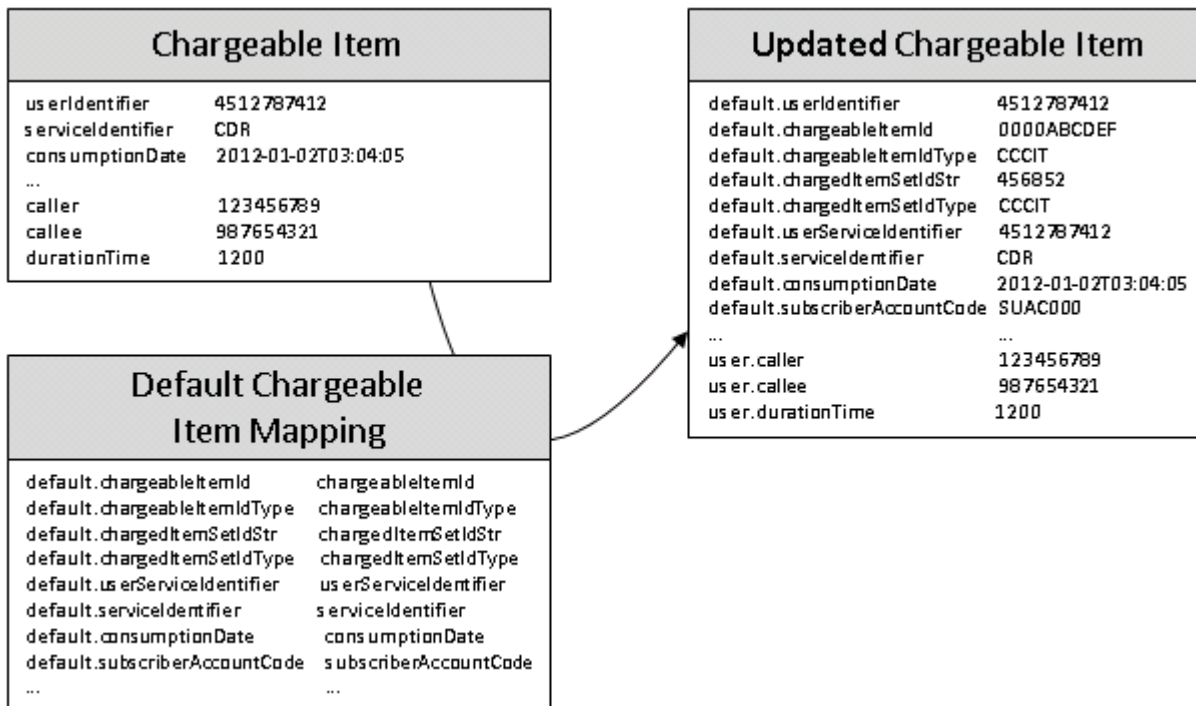 Chargeable Item
userIdentifier 4512787412
serviceIdentifier CDR
consumptionDate 2012-01-02T03:04:05
...
caller 123456789
callee 987654321
durationTime 1200
Default Chargeable
Item Mapping
default.chargeableItemId chargeableItemId
default.chargeableItemIdType chargeableItemIdType
default.chargedItemSetIdStr chargedItemSetIdStr
default.chargedItemSetIdType chargedItemSetIdType
default.userServiceIdentifier userServiceIdentifier
default.serviceIdentifier serviceIdentifier
default.consumptionDate consumptionDate
default.subscriberAccountCode subscriberAccountCode
... ...
Updated Chargeable Item
default.userIdentifier 4512787412
default.chargeableItemId 0000ABCDEF
default.chargeableItemIdType CCCIT
default.chargedItemSetIdStr 456852
default.chargedItemSetIdType CCCIT
default.userServiceIdentifier 4512787412
default.serviceIdentifier CDR
default.consumptionDate 2012-01-02T03:04:05
default.subscriberAccountCode SUAC000
... ...
user.caller 123456789
user.callee 987654321
user.durationTime 1200